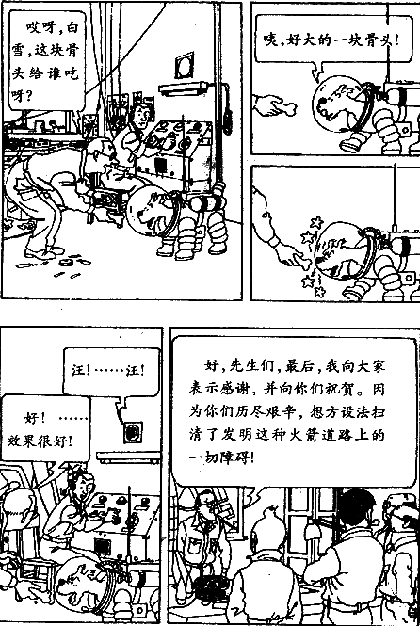 哎呀,白
雪,这块骨
头给谁吃
呀?
咦,好大的一块骨头!
汪!……汪!
好!……
效果很好!
好,先生们,最后,我向大家
表示感谢,并向你们祝贺。因
为你们历尽艰辛,想方设法扫
清了发明这种火箭道路上的
一切障碍!